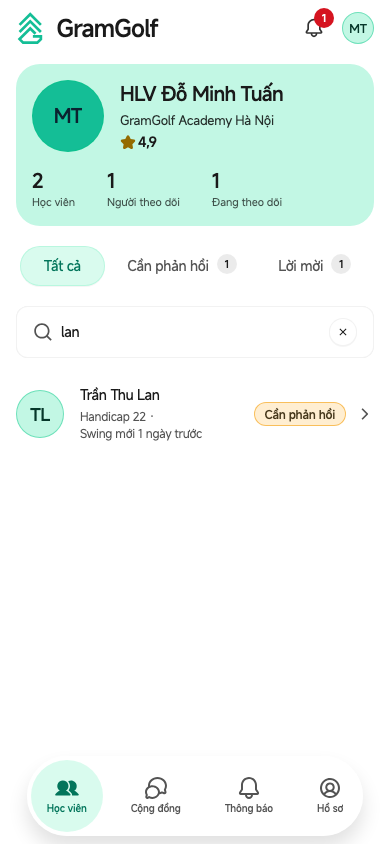 GramGolf
1
MT
MT
HLV Đỗ Minh Tuấn
GramGolf Academy Hà Nội
4,9
2
Học viên
1
Người theo dõi
1
Đang theo dõi
Tất cả
Cần phản hồi 1
Lời mời 1
lan
TL
Trần Thu Lan
Handicap 22 ·
Swing mới 1 ngày trước
Cần phản hồi
Học viên
Cộng đồng
Thông báo
Hồ sơ